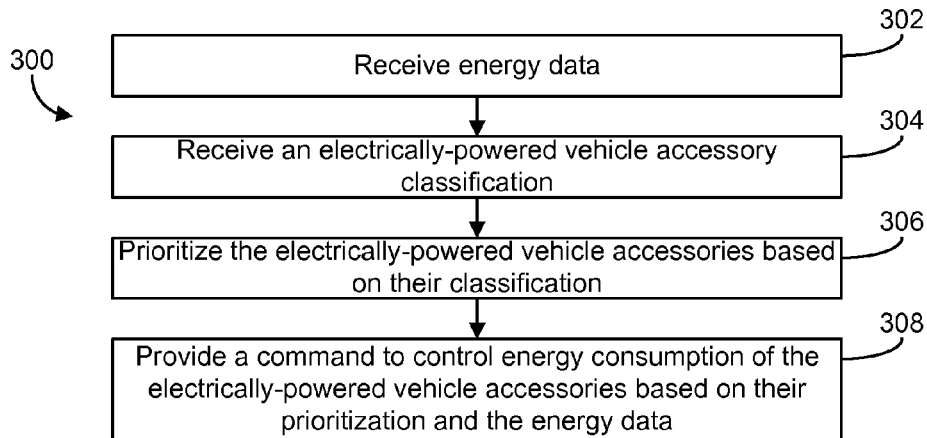 300
302
Receive energy data
304
Receive an electrically-powered vehicle accessory
classification
306
Prioritize the electrically-powered vehicle accessories based
on their classification
308
Provide a command to control energy consumption of the
electrically-powered vehicle accessories based on their
prioritization and the energy data